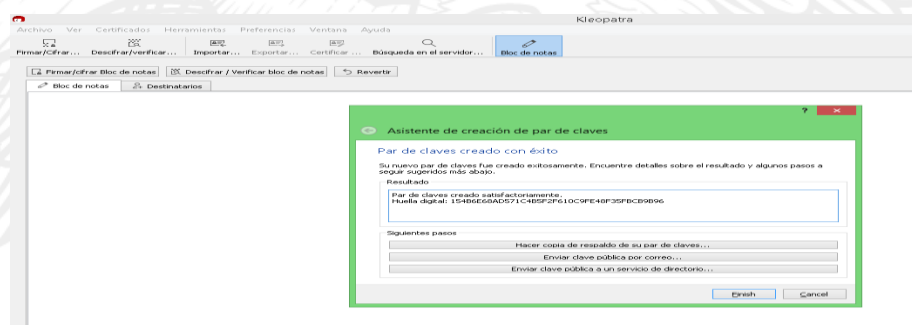 Kleopatra
Archivo Ver Certificados Herramientas Preferencias Ventana Ayuda
Firmar/Cifrar... Descifrar/verificar... Importar... Exportar... Certificar ... Búsqueda en el servidor... Bloc de notas
Firmar/cifrar Bloc de notas Descifrar / Verificar bloc de notas Revertir
Bloc de notas Destinatarios
? ×
Asistente de creación de par de claves
Par de claves creado con éxito
Su nuevo par de claves fue creado exitosamente. Encuentre detalles sobre el resultado y algunos pasos a
seguir sugeridos más abajo.
Resultado
Par de claves creado satisfactoriamente.
Huella digital: 154B6E68AD571C4B5F2F610C9FE48F35FBCB9B96
Siguientes pasos
Hacer copia de respaldo de su par de claves...
Enviar clave pública por correo...
Enviar clave pública a un servicio de directorio...
Finish Cancel